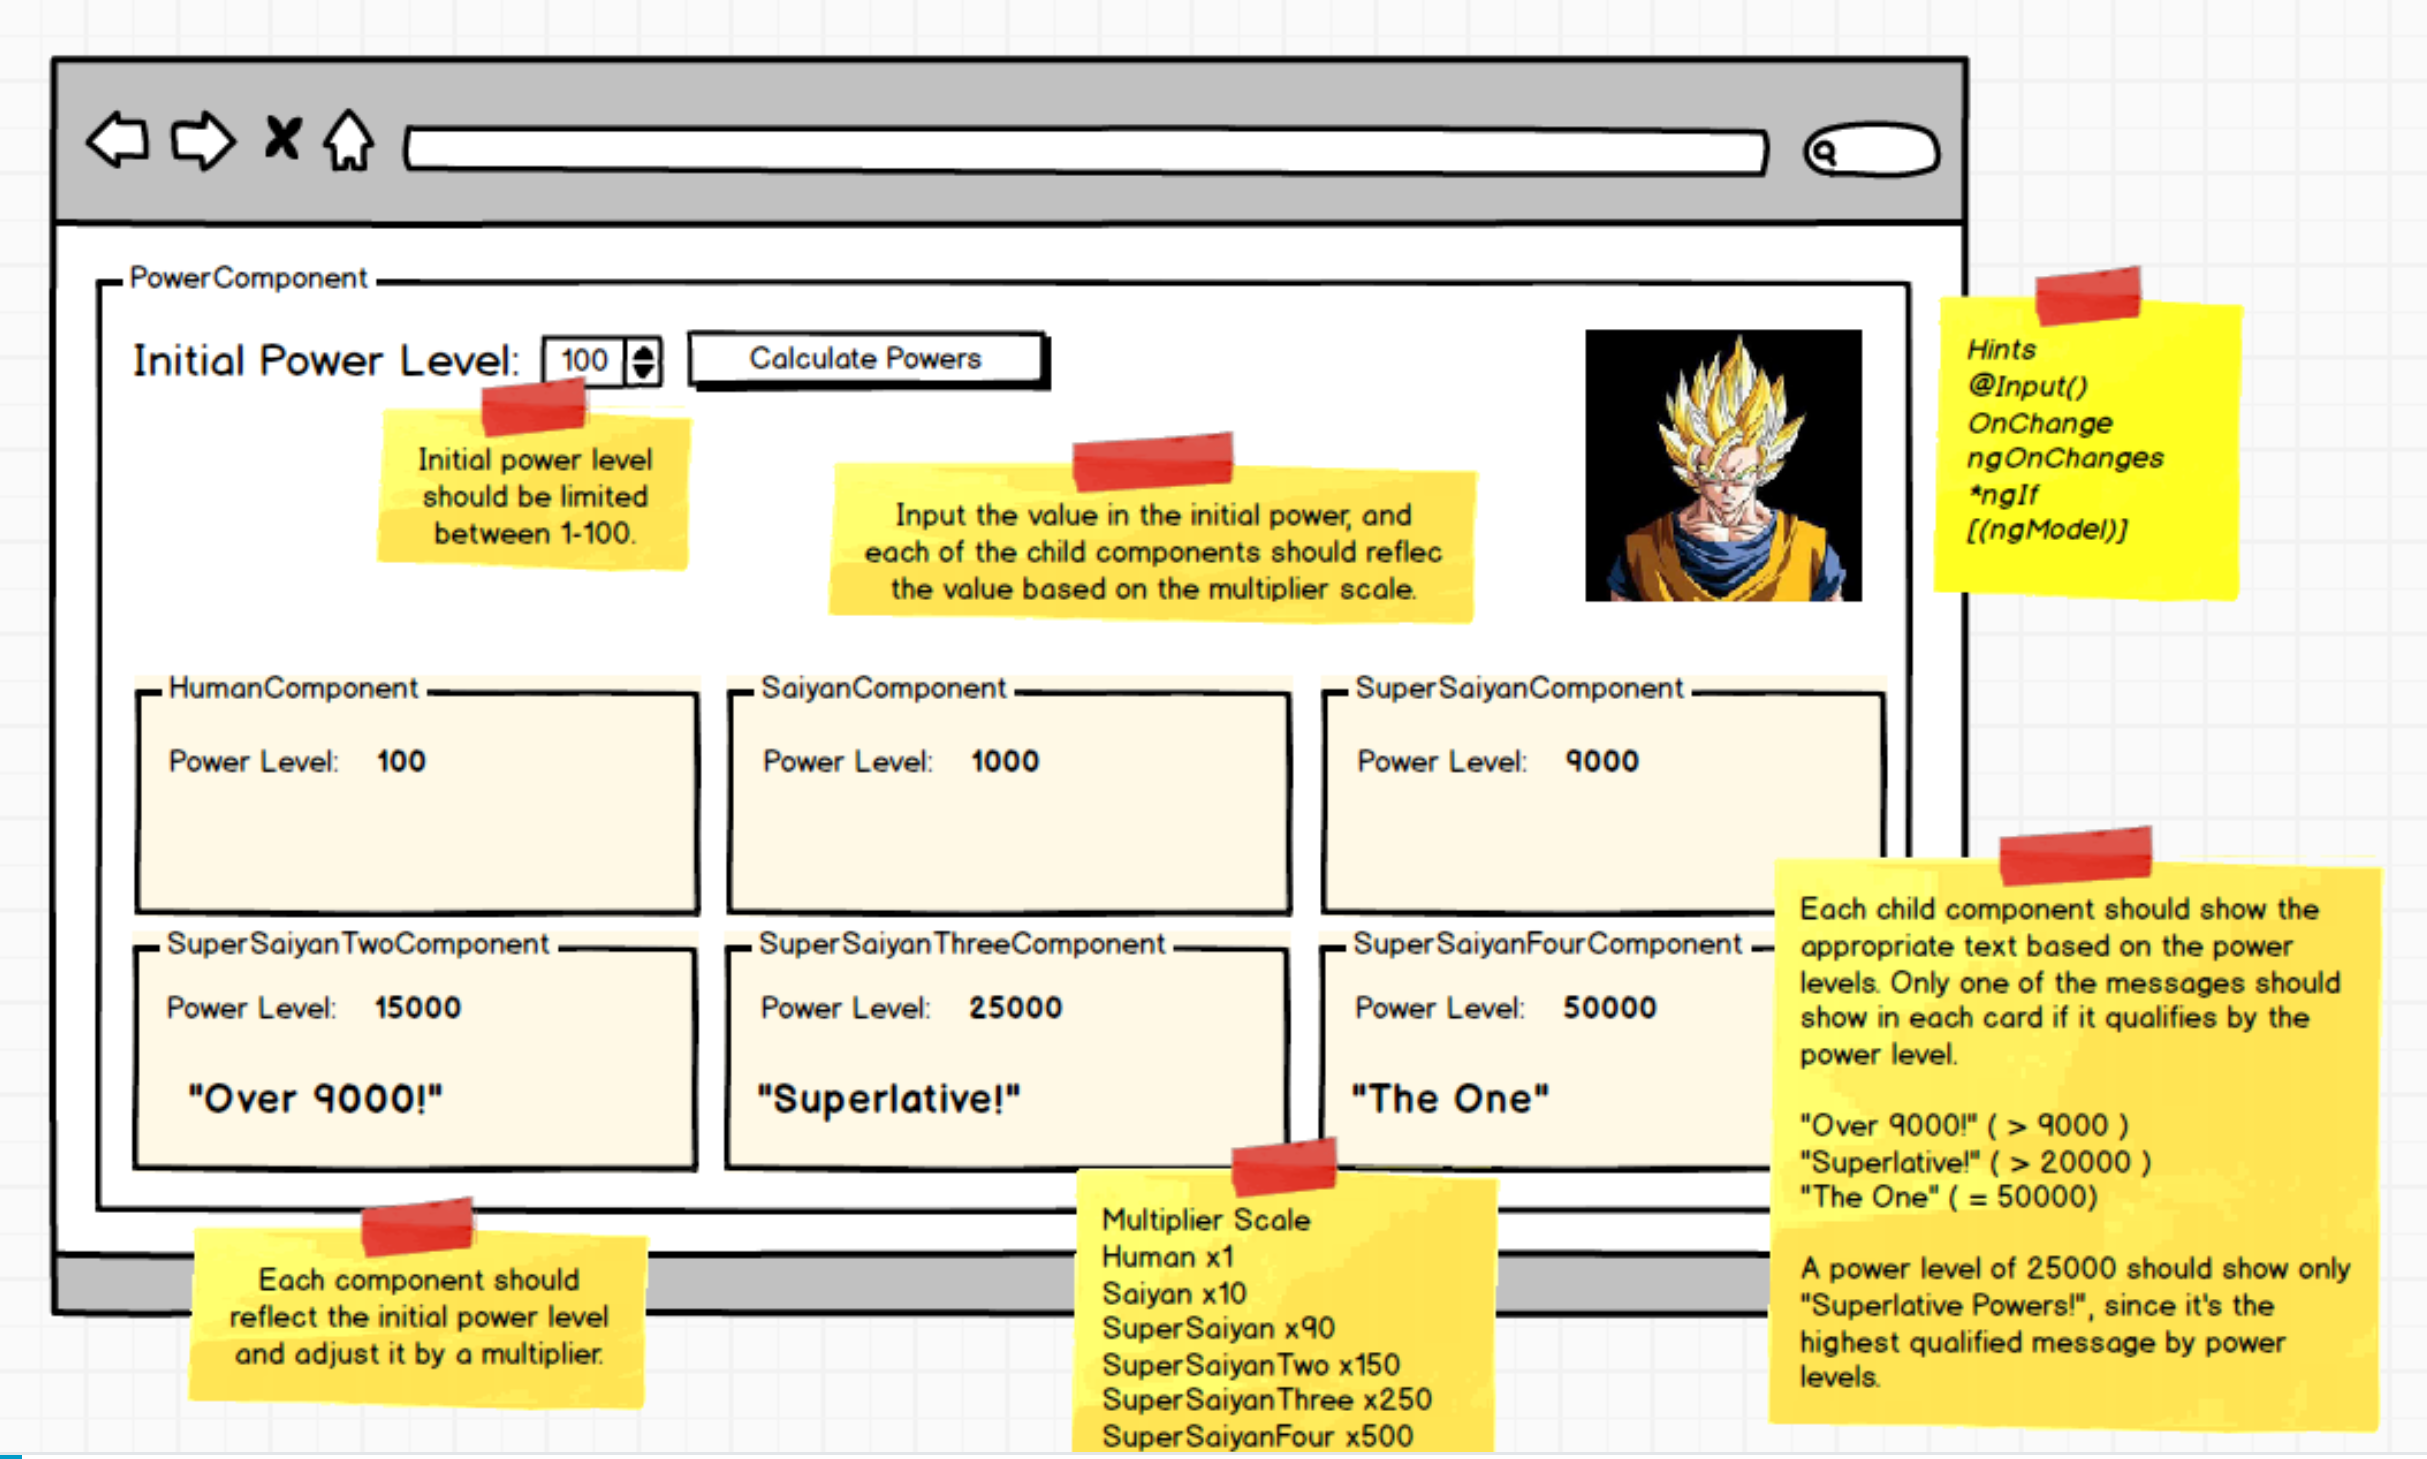 PowerComponent
Initial Power Level: 100 Calculate Powers
Initial power level
should be limited
between 1-100.
Input the value in the initial power, and
each of the child components should reflec
the value based on the multiplier scale.
Hints
@Input()
OnChange
ngOnChanges
*ngIf
[(ngModel)]
HumanComponent
Power Level: 100
SaiyanComponent
Power Level: 1000
SuperSaiyanComponent
Power Level: 9000
SuperSaiyanTwoComponent
Power Level: 15000
"Over 9000!"
SuperSaiyanThreeComponent
Power Level: 25000
"Superlative!"
SuperSaiyanFourComponent
Power Level: 50000
"The One"
Each child component should show the
appropriate text based on the power
levels. Only one of the messages should
show in each card if it qualifies by the
power level.
"Over 9000!" ( > 9000 )
"Superlative!" ( > 20000 )
"The One" ( = 50000)
A power level of 25000 should show only
"Superlative Powers!", since it's the
highest qualified message by power
levels.
Each component should
reflect the initial power level
and adjust it by a multiplier.
Multiplier Scale
Human x1
Saiyan x10
SuperSaiyan x90
SuperSaiyanTwo x150
SuperSaiyanThree x250
SuperSaiyanFour x500